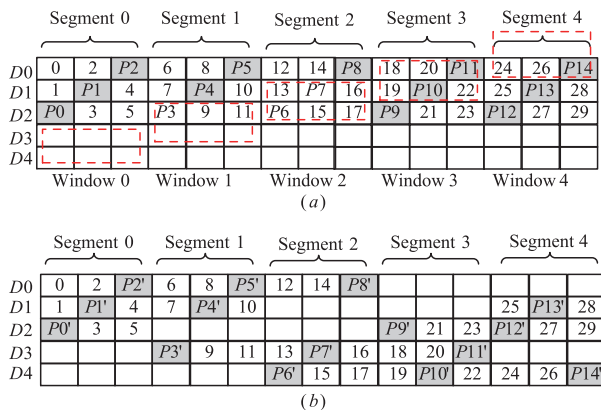 Segment 0 Segment 1 Segment 2 Segment 3 Segment 4
D0 0 2 P2 6 8 P5 12 14 P8 18 20 P11 24 26 P14
D1 1 P1 4 7 P4 10 13 P7 16 19 P10 22 25 P13 28
D2 P0 3 5 P3 9 11 P6 15 17 P9 21 23 P12 27 29
D3
D4
Window 0 Window 1 Window 2 Window 3 Window 4
(a)
Segment 0 Segment 1 Segment 2 Segment 3 Segment 4
D0 0 2 P2' 6 8 P5' 12 14 P8'
D1 1 P1' 4 7 P4' 10 25 P13' 28
D2 P0' 3 5 P9' 21 23 P12' 27 29
D3 P3' 9 11 13 P7' 16 18 20 P11'
D4 P6' 15 17 19 P10' 22 24 26 P14'
(b)